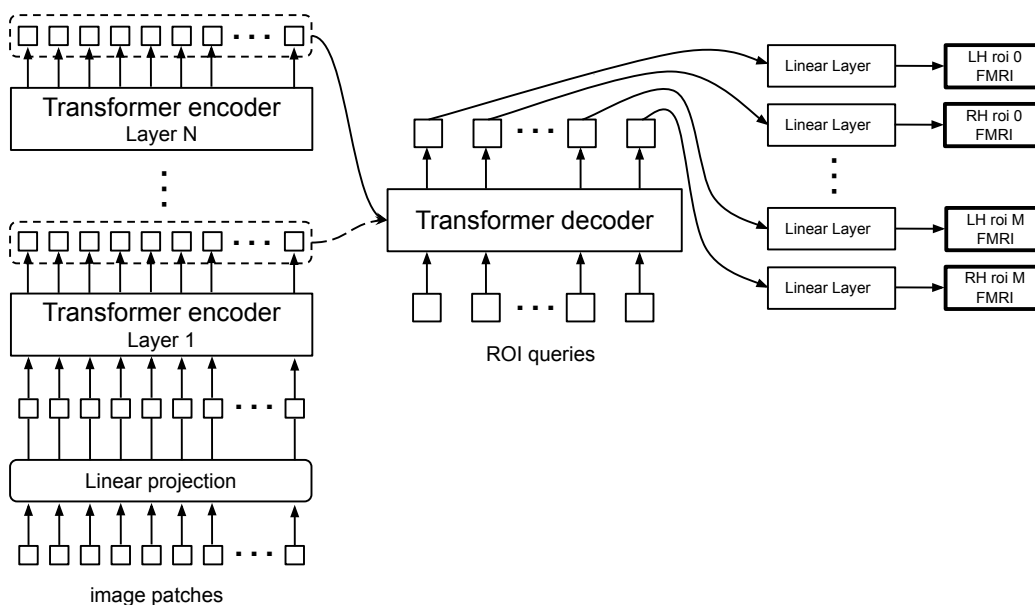 Transformer encoder
Layer N
Transformer encoder
Layer 1
Linear projection
image patches
Transformer decoder
ROI queries
Linear Layer
LH roi 0
FMRI
Linear Layer
RH roi 0
FMRI
Linear Layer
LH roi M
FMRI
Linear Layer
RH roi M
FMRI